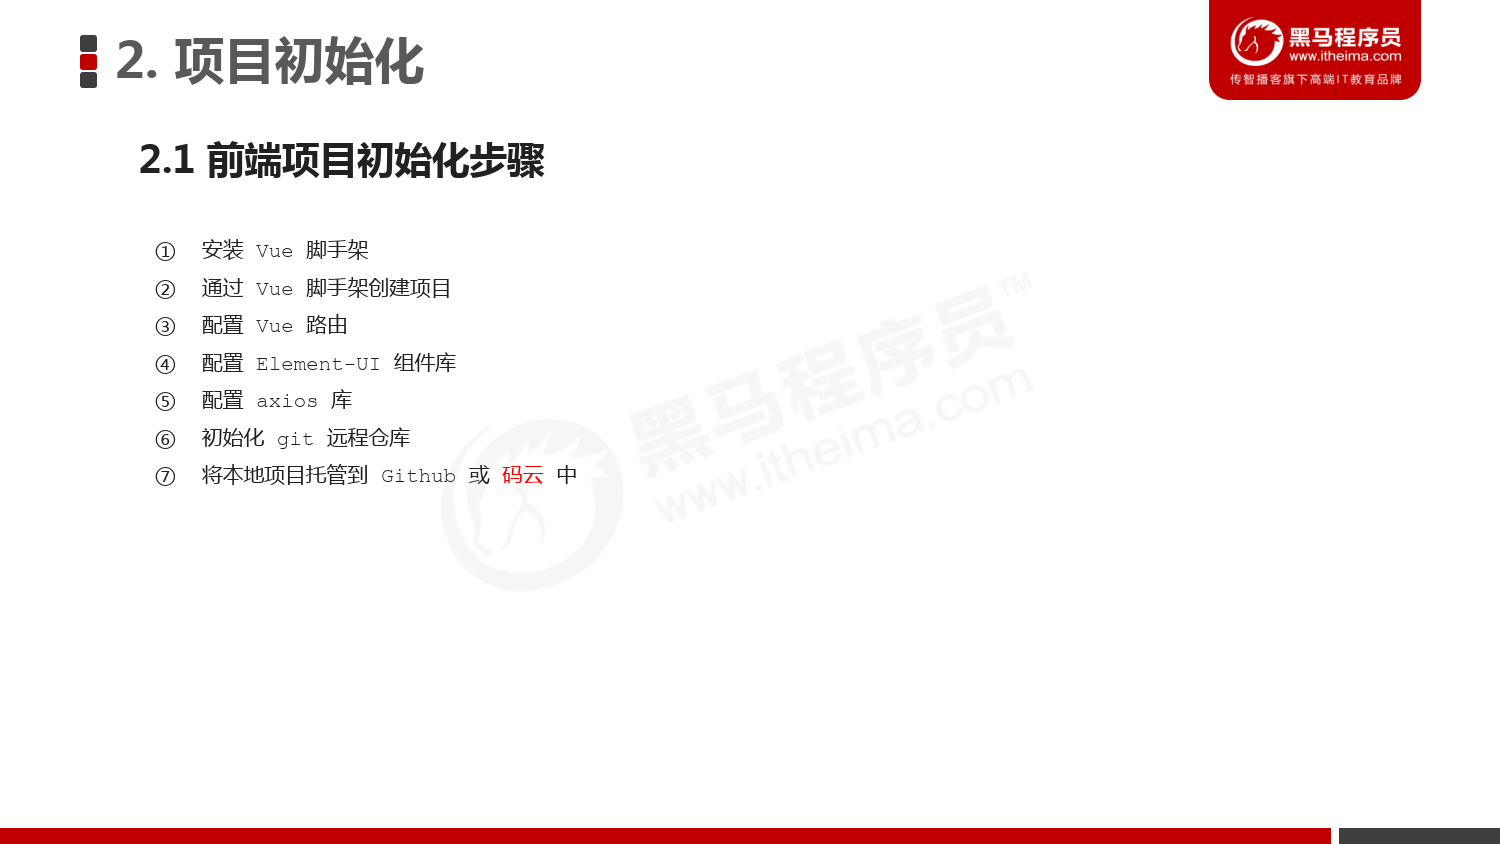 2. 项目初始化
黑马程序员
www.itheima.com
传智播客旗下高端IT教育品牌
2.1 前端项目初始化步骤
① 安装 Vue 脚手架
② 通过 Vue 脚手架创建项目
③ 配置 Vue 路由
④ 配置 Element-UI 组件库
⑤ 配置 axios 库
⑥ 初始化 git 远程仓库
⑦ 将本地项目托管到 Github 或 码云 中
黑马程序员™
www.itheima.com